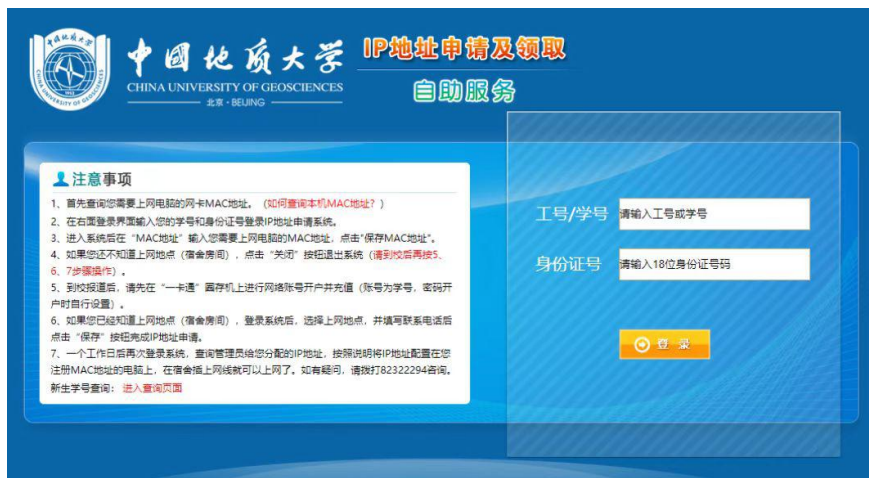 中国地质大学
CHINA UNIVERSITY OF GEOSCIENCES
北京·BEIJING
IP地址申请及领取
自助服务
注意事项
1、首先查询您需要上网电脑的网卡MAC地址。（如何查询本机MAC地址？）
2、在右面登录界面输入您的学号和身份证号登录IP地址申请系统。
3、进入系统后在“MAC地址”输入您需要上网电脑的MAC地址，点击“保存MAC地址”。
4、如果您还不知道上网地点（宿舍房间），点击“关闭”按钮退出系统（请到校后再按5、
6、7步骤操作）。
5、到校报道后，请先在“一卡通”圈存机上进行网络账号开户并充值（账号为学号，密码开
户时自行设置）。
6、如果您已经知道上网地点（宿舍房间），登录系统后，选择上网地点，并填写联系电话后
点击“保存”按钮完成IP地址申请。
7、一个工作日后再次登录系统，查询管理员给您分配的IP地址，按照说明将IP地址配置在您
注册MAC地址的电脑上，在宿舍插上网线就可以上网了。如有疑问，请拨打82322294咨询。
新生学号查询：进入查询页面
工号/学号 请输入工号或学号
身份证号 请输入18位身份证号码
登录